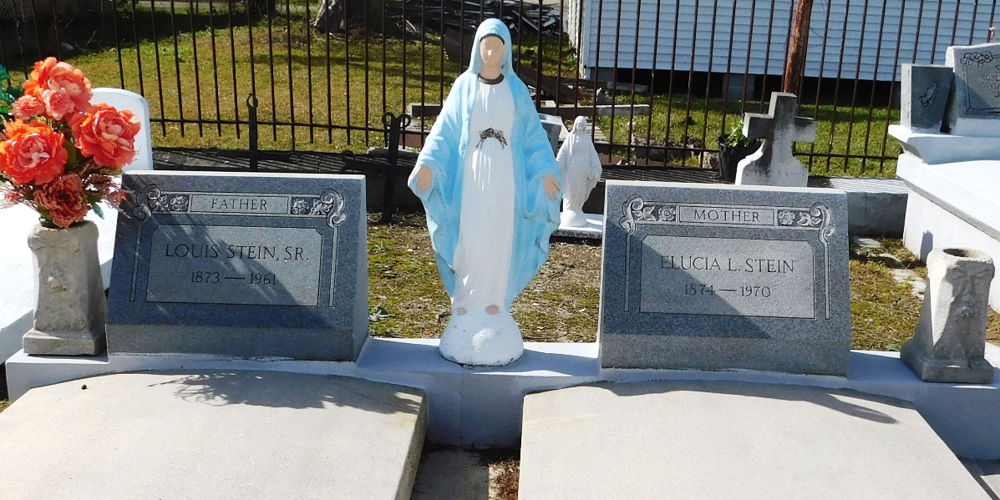 FATHER
LOUIS STEIN, SR.
1873 — 1961
MOTHER
ELUCIA L. STEIN
1874 — 1970